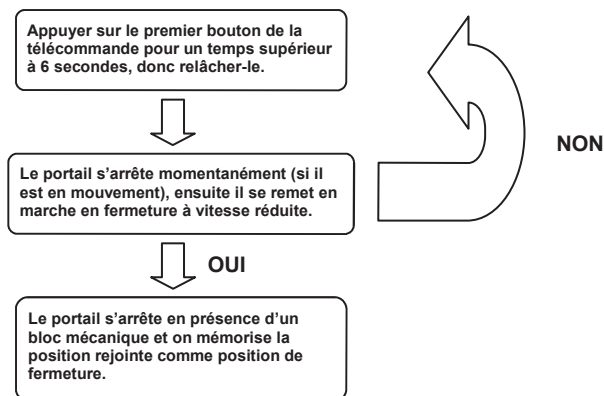 Appuyer sur le premier bouton de la
télécommande pour un temps supérieur
à 6 secondes, donc relâcher-le.
Le portail s’arrête momentanément (si il
est en mouvement), ensuite il se remet en
marche en fermeture à vitesse réduite.
NON
OUI
Le portail s’arrête en présence d’un
bloc mécanique et on mémorise la
position rejointe comme position de
fermeture.